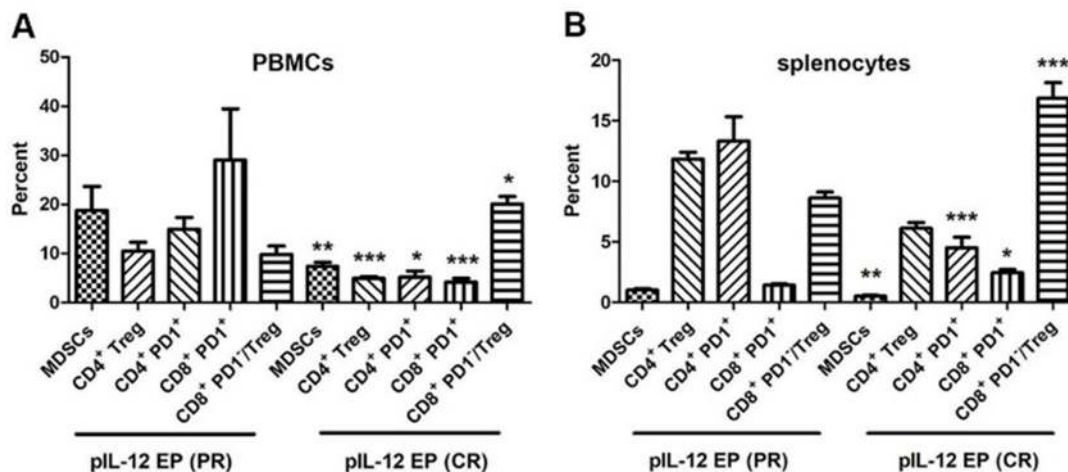 A
PBMCs
Percent
50
40
30
20
10
0
**
***
*
***
*
MDSCs
CD4⁺ Treg
CD4⁺ PD1⁺
CD8⁺ PD1⁺
CD8⁺ PD1⁻/Treg
MDSCs
CD4⁺ Treg
CD4⁺ PD1⁺
CD8⁺ PD1⁺
CD8⁺ PD1⁻/Treg
pIL-12 EP (PR)
pIL-12 EP (CR)
B
splenocytes
Percent
20
15
10
5
0
**
***
*
***
MDSCs
CD4⁺ Treg
CD4⁺ PD1⁺
CD8⁺ PD1⁺
CD8⁺ PD1⁻/Treg
MDSCs
CD4⁺ Treg
CD4⁺ PD1⁺
CD8⁺ PD1⁺
CD8⁺ PD1⁻/Treg
pIL-12 EP (PR)
pIL-12 EP (CR)